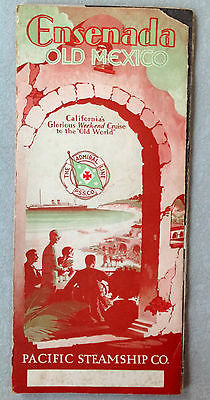 Ensenada
OLD MEXICO
California's
Glorious Weekend Cruise
to the 'Old World'
THE ADMIRAL LINE
P.S.S.CO.
PACIFIC STEAMSHIP CO.